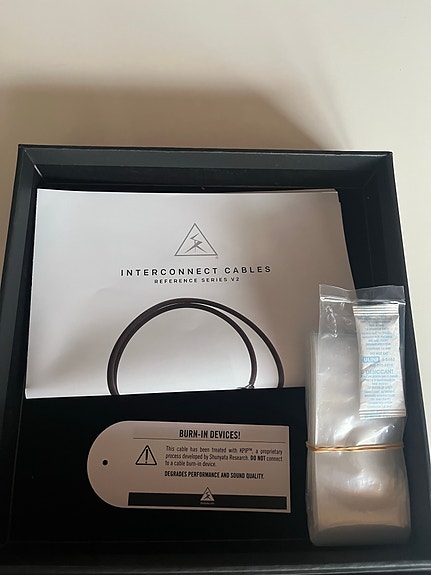 INTERCONNECT CABLES
REFERENCE SERIES V2
BURN-IN DEVICES!
This cable has been treated with KPIP™, a proprietary
process developed by Shunyata Research. DO NOT connect
to a cable burn-in device.
DEGRADES PERFORMANCE AND SOUND QUALITY.
DESICCANT